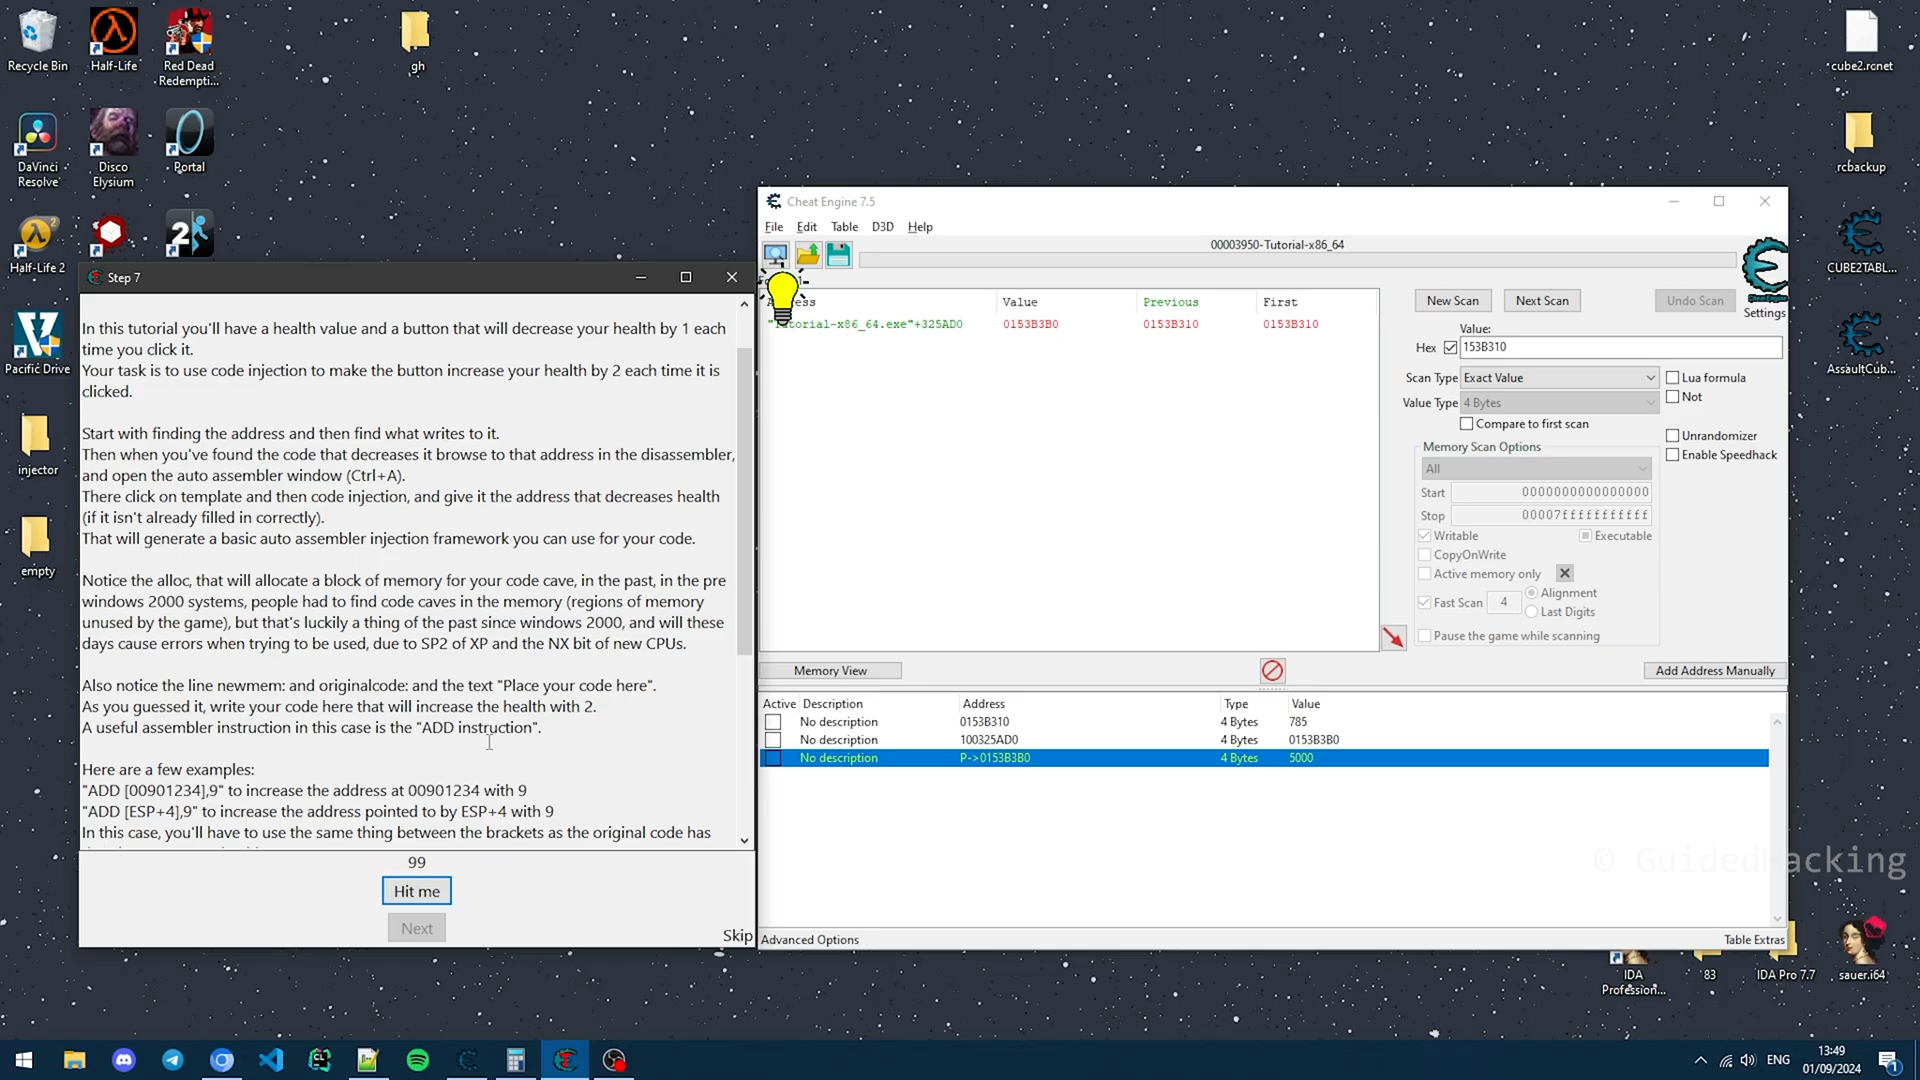 Recycle Bin
Half-Life
Red Dead
Redempti...
gh
cube2.rcnet
DaVinci
Resolve
Disco
Elysium
Portal
rcbackup
Half-Life 2
CUBE2TABL...
Pacific Drive
AssaultCub...
injector
empty
Step 7
In this tutorial you'll have a health value and a button that will decrease your health by 1 each
time you click it.
Your task is to use code injection to make the button increase your health by 2 each time it is
clicked.
Start with finding the address and then find what writes to it.
Then when you've found the code that decreases it browse to that address in the disassembler,
and open the auto assembler window (Ctrl+A).
There click on template and then code injection, and give it the address that decreases health
(if it isn't already filled in correctly).
That will generate a basic auto assembler injection framework you can use for your code.
Notice the alloc, that will allocate a block of memory for your code cave, in the past, in the pre
windows 2000 systems, people had to find code caves in the memory (regions of memory
unused by the game), but that's luckily a thing of the past since windows 2000, and will these
days cause errors when trying to be used, due to SP2 of XP and the NX bit of new CPUs.
Also notice the line newmem: and originalcode: and the text "Place your code here".
As you guessed it, write your code here that will increase the health with 2.
A useful assembler instruction in this case is the "ADD instruction".
Here are a few examples:
"ADD [00901234],9" to increase the address at 00901234 with 9
"ADD [ESP+4],9" to increase the address pointed to by ESP+4 with 9
In this case, you'll have to use the same thing between the brackets as the original code has
99
Hit me
Next
Skip
Cheat Engine 7.5
File Edit Table D3D Help
00003950-Tutorial-x86_64
Value Previous First
"Tutorial-x86_64.exe"+325AD0 0153B3B0 0153B310 0153B310
New Scan Next Scan Undo Scan
Settings
Value:
Hex 153B310
Scan Type Exact Value Lua formula
Not
Value Type 4 Bytes
Compare to first scan
Memory Scan Options
Unrandomizer
Enable Speedhack
All
Start 0000000000000000
Stop 00007fffffffffff
Writable Executable
CopyOnWrite
Active memory only
Fast Scan 4 Alignment
Last Digits
Pause the game while scanning
Memory View Add Address Manually
Active Description Address Type Value
No description 0153B310 4 Bytes 785
No description 100325AD0 4 Bytes 0153B3B0
No description P->0153B3B0 4 Bytes 5000
Advanced Options Table Extras
© GuidedHacking
IDA
Profession...
83
IDA Pro 7.7
sauer.i64
ENG
13:49
01/09/2024
1